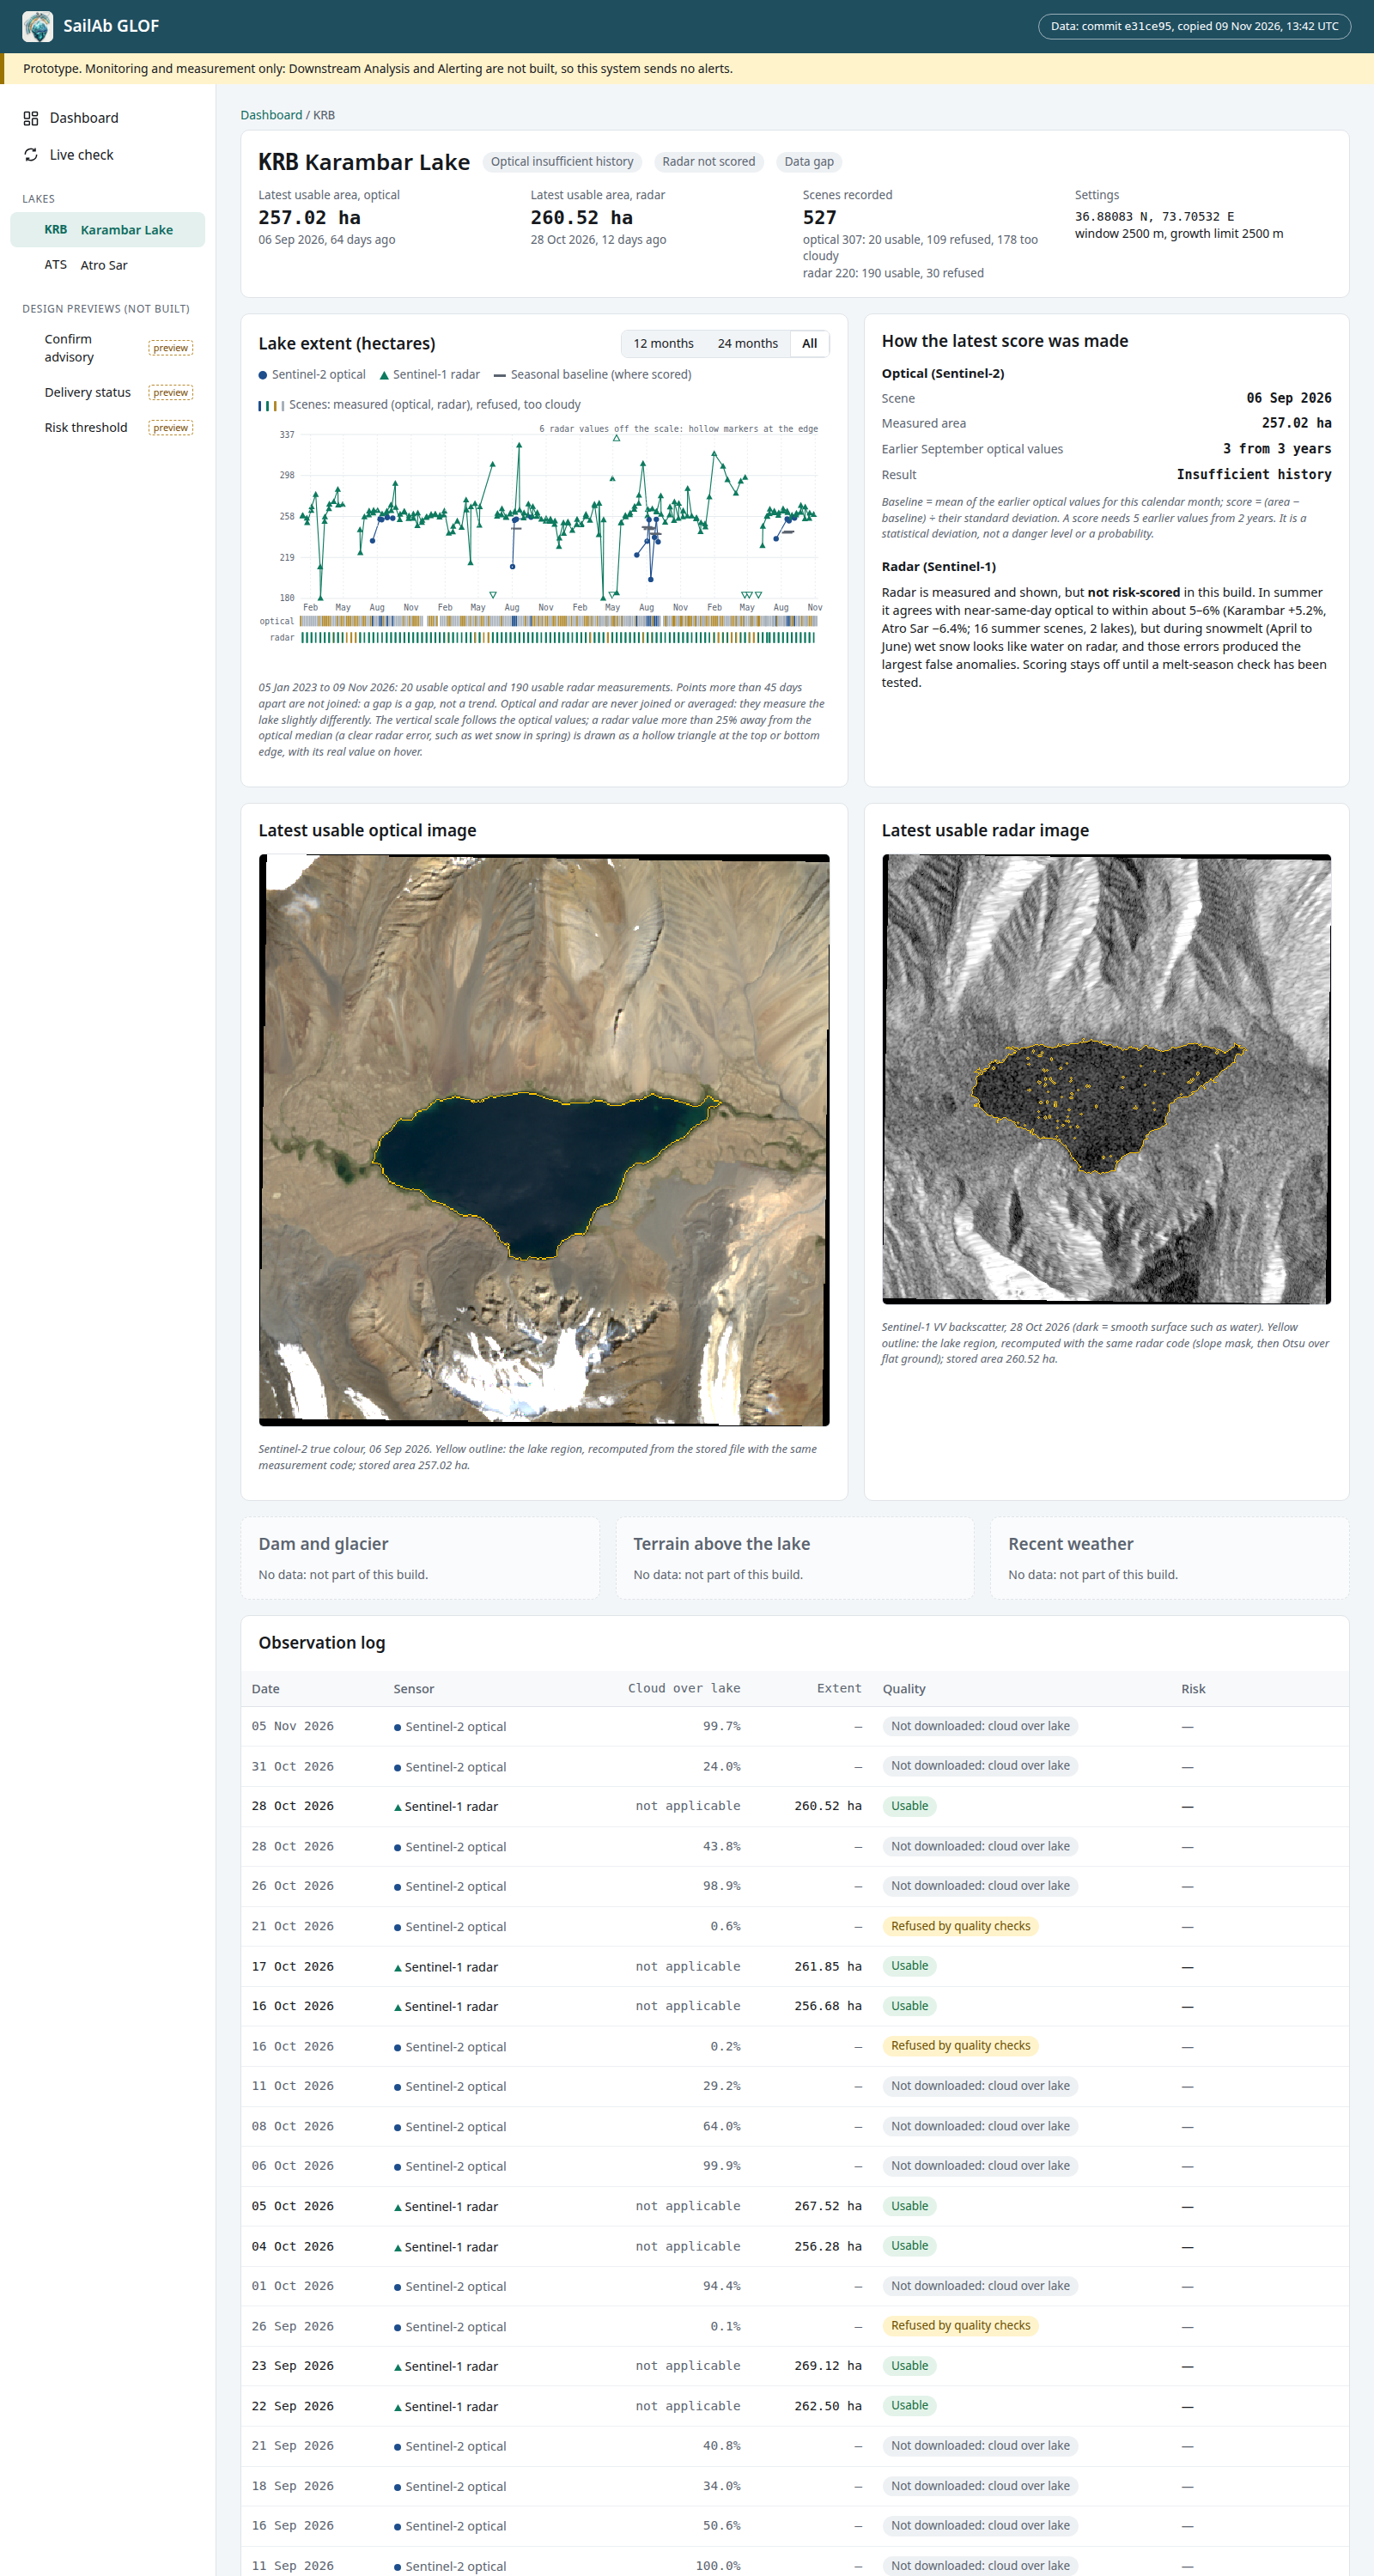 SailAb GLOF
Data: commit e31ce95, copied 09 Nov 2026, 13:42 UTC
Prototype. Monitoring and measurement only: Downstream Analysis and Alerting are not built, so this system sends no alerts.
Dashboard
Live check
LAKES
KRB Karambar Lake
ATS Atro Sar
DESIGN PREVIEWS (NOT BUILT)
Confirm
advisory
preview
Delivery status preview
Risk threshold preview
Dashboard / KRB
KRB Karambar Lake Optical insufficient history Radar not scored Data gap
Latest usable area, optical
257.02 ha
06 Sep 2026, 64 days ago
Latest usable area, radar
260.52 ha
28 Oct 2026, 12 days ago
Scenes recorded
527
optical 307: 20 usable, 109 refused, 178 too
cloudy
radar 220: 190 usable, 30 refused
Settings
36.88083 N, 73.70532 E
window 2500 m, growth limit 2500 m
Lake extent (hectares)
12 months 24 months All
Sentinel-2 optical Sentinel-1 radar Seasonal baseline (where scored)
Scenes: measured (optical, radar), refused, too cloudy
6 radar values off the scale: hollow markers at the edge
337
298
258
219
180
Feb May Aug Nov Feb May Aug Nov Feb May Aug Nov Feb May Aug Nov
optical
radar
05 Jan 2023 to 09 Nov 2026: 20 usable optical and 190 usable radar measurements. Points more than 45 days
apart are not joined: a gap is a gap, not a trend. Optical and radar are never joined or averaged: they measure the
lake slightly differently. The vertical scale follows the optical values; a radar value more than 25% away from the
optical median (a clear radar error, such as wet snow in spring) is drawn as a hollow triangle at the top or bottom
edge, with its real value on hover.
How the latest score was made
Optical (Sentinel-2)
Scene 06 Sep 2026
Measured area 257.02 ha
Earlier September optical values 3 from 3 years
Result Insufficient history
Baseline = mean of the earlier optical values for this calendar month; score = (area −
baseline) ÷ their standard deviation. A score needs 5 earlier values from 2 years. It is a
statistical deviation, not a danger level or a probability.
Radar (Sentinel-1)
Radar is measured and shown, but not risk-scored in this build. In summer
it agrees with near-same-day optical to within about 5–6% (Karambar +5.2%,
Atro Sar −6.4%; 16 summer scenes, 2 lakes), but during snowmelt (April to
June) wet snow looks like water on radar, and those errors produced the
largest false anomalies. Scoring stays off until a melt-season check has been
tested.
Latest usable optical image
Sentinel-2 true colour, 06 Sep 2026. Yellow outline: the lake region, recomputed from the stored file with the same
measurement code; stored area 257.02 ha.
Latest usable radar image
Sentinel-1 VV backscatter, 28 Oct 2026 (dark = smooth surface such as water). Yellow
outline: the lake region, recomputed with the same radar code (slope mask, then Otsu over
flat ground); stored area 260.52 ha.
Dam and glacier
No data: not part of this build.
Terrain above the lake
No data: not part of this build.
Recent weather
No data: not part of this build.
Observation log
Date Sensor Cloud over lake Extent Quality Risk
05 Nov 2026 Sentinel-2 optical 99.7% — Not downloaded: cloud over lake —
31 Oct 2026 Sentinel-2 optical 24.0% — Not downloaded: cloud over lake —
28 Oct 2026 Sentinel-1 radar not applicable 260.52 ha Usable —
28 Oct 2026 Sentinel-2 optical 43.8% — Not downloaded: cloud over lake —
26 Oct 2026 Sentinel-2 optical 98.9% — Not downloaded: cloud over lake —
21 Oct 2026 Sentinel-2 optical 0.6% — Refused by quality checks —
17 Oct 2026 Sentinel-1 radar not applicable 261.85 ha Usable —
16 Oct 2026 Sentinel-1 radar not applicable 256.68 ha Usable —
16 Oct 2026 Sentinel-2 optical 0.2% — Refused by quality checks —
11 Oct 2026 Sentinel-2 optical 29.2% — Not downloaded: cloud over lake —
08 Oct 2026 Sentinel-2 optical 64.0% — Not downloaded: cloud over lake —
06 Oct 2026 Sentinel-2 optical 99.9% — Not downloaded: cloud over lake —
05 Oct 2026 Sentinel-1 radar not applicable 267.52 ha Usable —
04 Oct 2026 Sentinel-1 radar not applicable 256.28 ha Usable —
01 Oct 2026 Sentinel-2 optical 94.4% — Not downloaded: cloud over lake —
26 Sep 2026 Sentinel-2 optical 0.1% — Refused by quality checks —
23 Sep 2026 Sentinel-1 radar not applicable 269.12 ha Usable —
22 Sep 2026 Sentinel-1 radar not applicable 262.50 ha Usable —
21 Sep 2026 Sentinel-2 optical 40.8% — Not downloaded: cloud over lake —
18 Sep 2026 Sentinel-2 optical 34.0% — Not downloaded: cloud over lake —
16 Sep 2026 Sentinel-2 optical 50.6% — Not downloaded: cloud over lake —
11 Sep 2026 Sentinel-2 optical 100.0% — Not downloaded: cloud over lake —